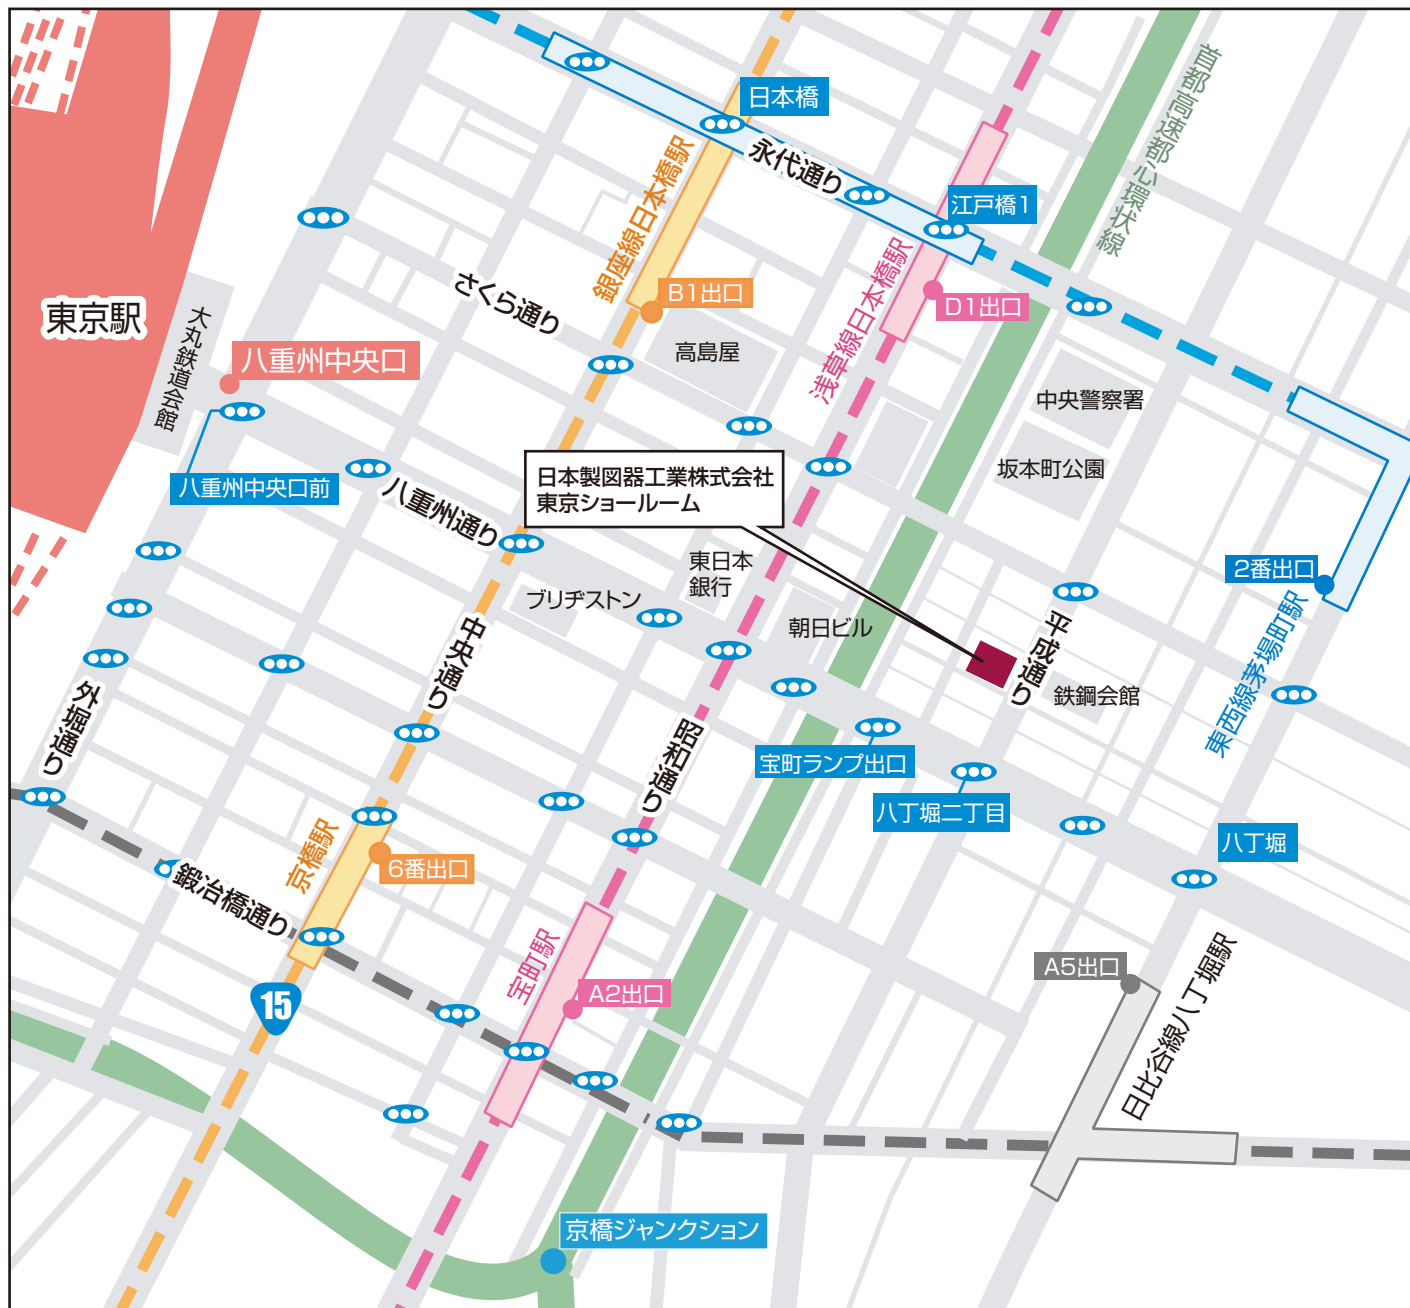 日本橋
永代通り
首都高速都心環状線
銀座線日本橋駅
江戸橋1
さくら通り
B1出口
浅草線日本橋駅
D1出口
東京駅
大丸鉄道会館
八重州中央口
高島屋
中央警察署
坂本町公園
八重州中央口前
八重州通り
日本製図器工業株式会社
東京ショールーム
東日本
銀行
2番出口
ブリヂストン
朝日ビル
中央通り
平成通り
東西線茅場町駅
外堀通り
鉄鋼会館
昭和通り
宝町ランプ出口
八丁堀二丁目
八丁堀
京橋駅
6番出口
鍛冶橋通り
宝町駅
A2出口
A5出口
日比谷線八丁堀駅
15
京橋ジャンクション